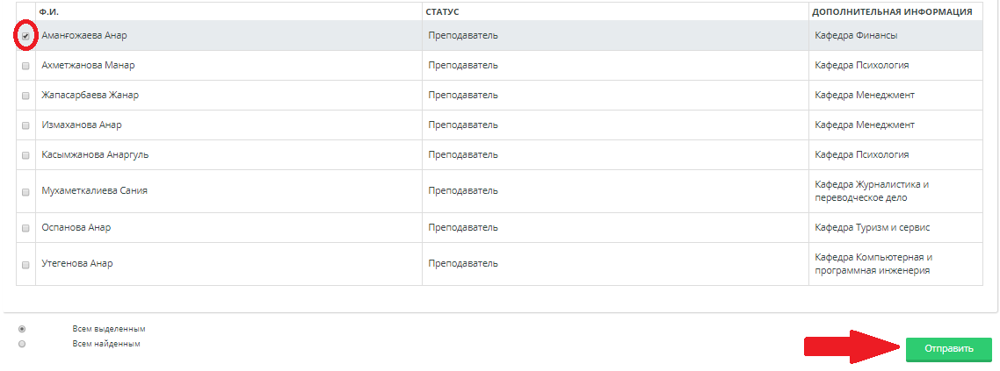 Ф.И. СТАТУС ДОПОЛНИТЕЛЬНАЯ ИНФОРМАЦИЯ
Аманғожаева Анар Преподаватель Кафедра Финансы
Ахметжанова Манар Преподаватель Кафедра Психология
Жапасарбаева Жанар Преподаватель Кафедра Менеджмент
Измаханова Анар Преподаватель Кафедра Менеджмент
Касымжанова Анаргуль Преподаватель Кафедра Психология
Мухаметкалиева Сания Преподаватель Кафедра Журналистика и
переводческое дело
Оспанова Анар Преподаватель Кафедра Туризм и сервис
Утегенова Анар Преподаватель Кафедра Компьютерная и
программная инженерия
Всем выделенным
Всем найденным
Отправить